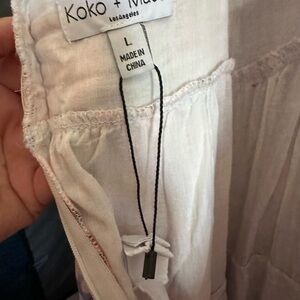 Koko +
Los Angeles
L
MADE IN
CHINA